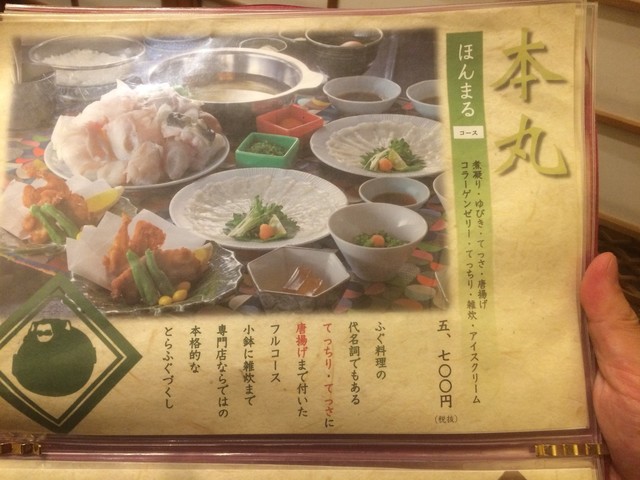 本丸
ほんまる
コース
煮凝り・ゆびき・てっさ・唐揚げ
コラーゲンゼリー・てっちり・雑炊・アイスクリーム
五、七〇〇円
(税抜)
ふぐ料理の
代名詞でもある
てっちり・てっさに
唐揚げまで付いた
フルコース
小鉢に雑炊まで
専門店ならではの
本格的な
とらふぐづくし